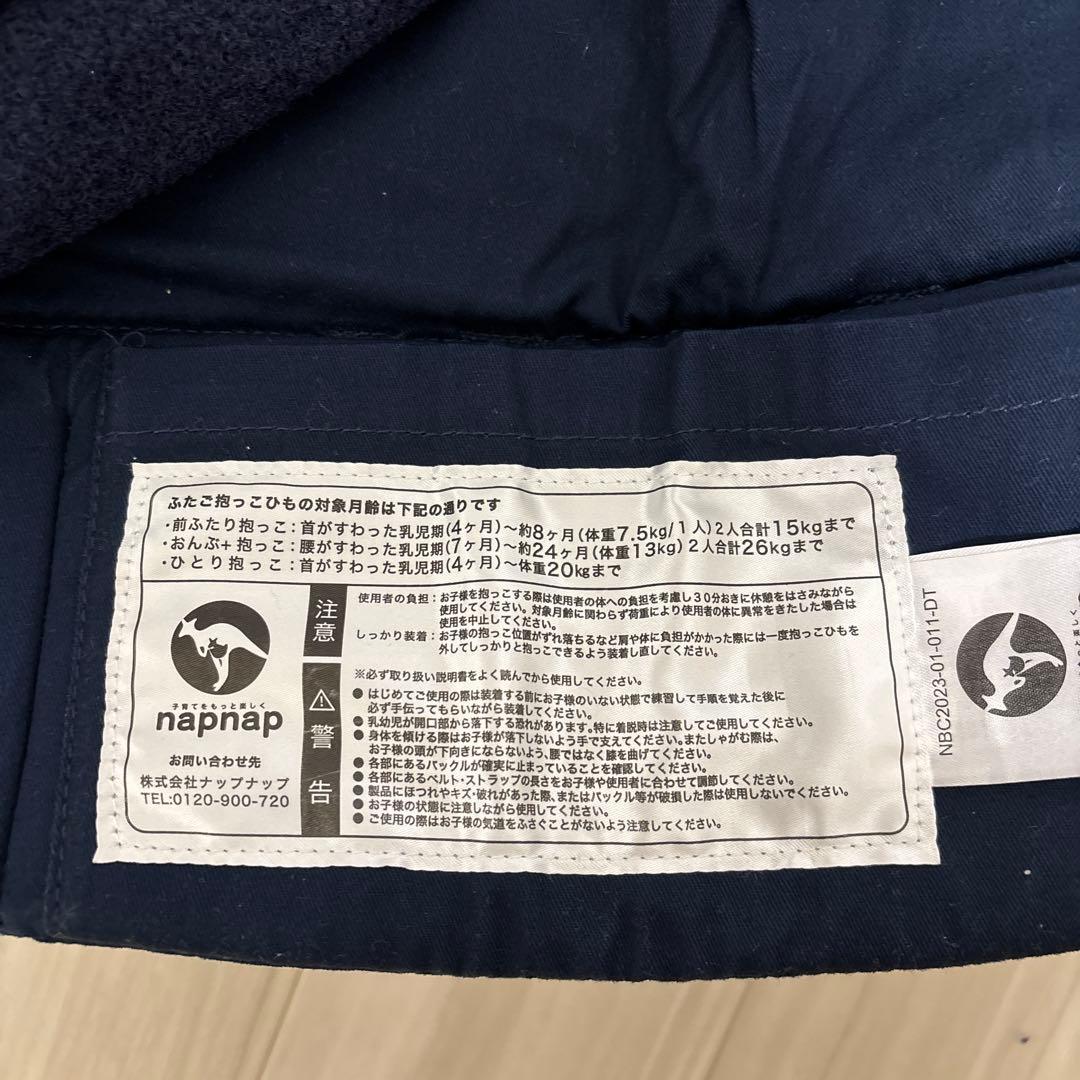 ふたご抱っこひもの対象月齢は下記の通りです
・前ふたり抱っこ:首がすわった乳児期(4ヶ月)〜約8ヶ月(体重7.5kg/1人)2人合計15kgまで
・おんぶ+抱っこ:腰がすわった乳児期(7ヶ月)〜約24ヶ月(体重13kg)2人合計26kgまで
・ひとり抱っこ:首がすわった乳児期(4ヶ月)〜体重20kgまで
子育てをもっと楽しく
napnap
お問い合わせ先
株式会社ナップナップ
TEL:0120-900-720
注意
使用者の負担:お子様を抱っこする際は使用者の体への負担を考慮し30分おきに休憩をはさみながら
使用してください。対象月齢に関わらず荷重により使用者の体に異常をきたした場合は
使用を中止してください。
しっかり装着:お子様の抱っこ位置がずれ落ちるなど肩や体に負担がかかった際には一度抱っこひもを
外してしっかりと抱っこできるよう装着し直してください。
警告
※必ず取り扱い説明書をよく読んでから使用してください。
●はじめてご使用の際は装着する前にお子様のいない状態で練習して手順を覚えた後に
必ず手伝ってもらいながら装着してください。
●乳幼児が開口部から落下する恐れがあります。特に着脱時は注意してご使用してください。
●身体を傾ける際はお子様が落下しないよう手で支えてください。またしゃがむ際は、
お子様の頭が下向きにならないよう、腰ではなく膝を曲げてください。
●各部にあるバックルが確実に止まっていることを確認してください。
●各部にあるベルト・ストラップの長さをお子様や使用者に合わせて調節してください。
●製品にほつれやキズ・破れがあった際、またはバックル等が破損した際は使用しないでください。
●お子様の状態に注意しながら使用してください。
●ご使用の際はお子様の気道をふさぐことがないよう注意してください。
NBC2023-01-011-DT